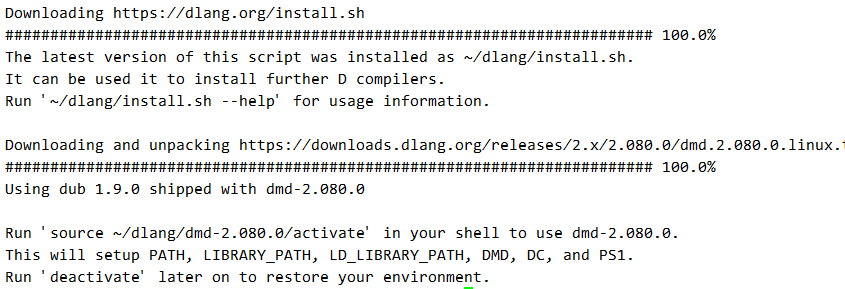 Downloading https://dlang.org/install.sh
######################################################################## 100.0%
The latest version of this script was installed as ~/dlang/install.sh.
It can be used it to install further D compilers.
Run '~/dlang/install.sh --help' for usage information.
Downloading and unpacking https://downloads.dlang.org/releases/2.x/2.080.0/dmd.2.080.0.linux.
######################################################################## 100.0%
Using dub 1.9.0 shipped with dmd-2.080.0
Run 'source ~/dlang/dmd-2.080.0/activate' in your shell to use dmd-2.080.0.
This will setup PATH, LIBRARY_PATH, LD_LIBRARY_PATH, DMD, DC, and PS1.
Run 'deactivate' later on to restore your environment.